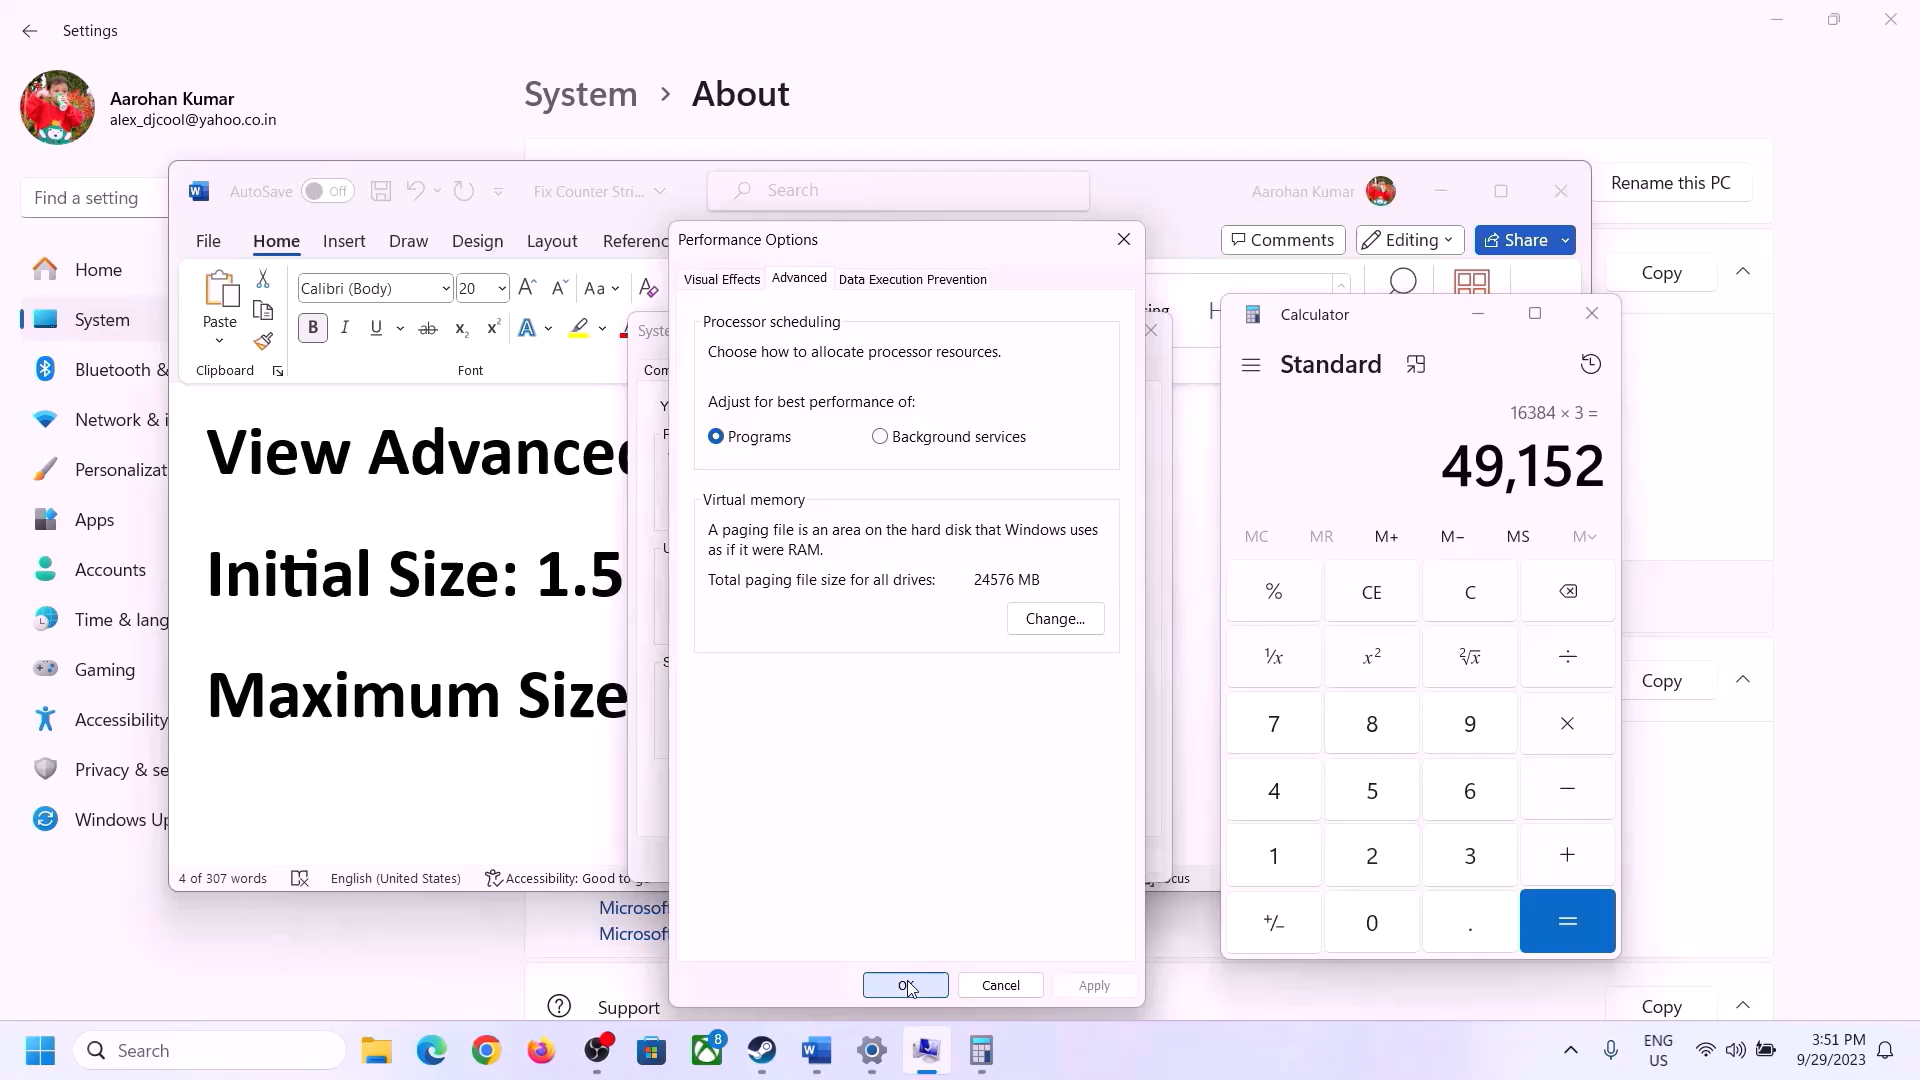 Settings
Aarohan Kumar
alex_djcool@yahoo.co.in
Find a setting
Home
System
Bluetooth &
Network & i
Personalizat
Apps
Accounts
Time & lang
Gaming
Accessibility
Privacy & se
Windows Up
System > About
Rename this PC
Copy
Copy
Copy
Support
Microsof
Microsof
AutoSave Off
Fix Counter Stri...
Search
Aarohan Kumar
File Home Insert Draw Design Layout Referenc
Comments Editing Share
Paste
Calibri (Body) 20
Aa
B I U ab x₂ x² A
Clipboard Font
View Advanced
Initial Size: 1.5
Maximum Size
4 of 307 words English (United States) Accessibility: Good to
Syste
Com
Performance Options
Visual Effects Advanced Data Execution Prevention
Processor scheduling
Choose how to allocate processor resources.
Adjust for best performance of:
Programs Background services
Virtual memory
A paging file is an area on the hard disk that Windows uses
as if it were RAM.
Total paging file size for all drives: 24576 MB
Change...
OK Cancel Apply
Calculator
Standard
16384 × 3 =
49,152
MC MR M+ M− MS M
% CE C
¹/x x² ²√x ÷
7 8 9 ×
4 5 6 −
1 2 3 +
+/− 0 . =
Search
8
ENG
US
3:51 PM
9/29/2023